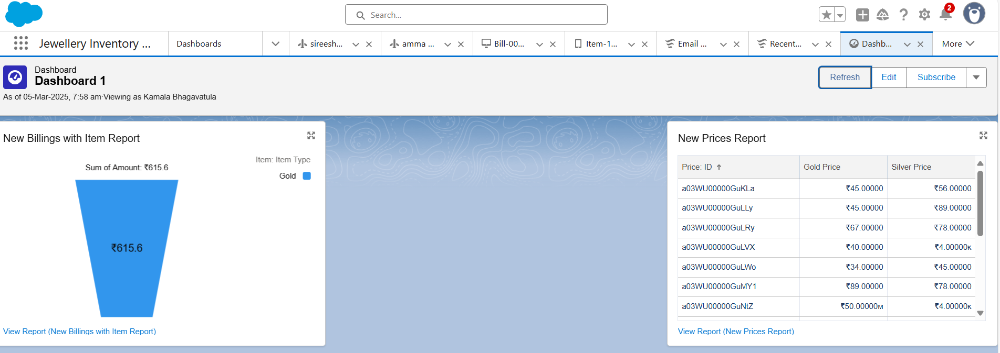 Search...
2
Jewellery Inventory ...
Dashboards
sireesh...
amma ...
Bill-00...
Item-1...
Email ...
Recent...
Dashb...
More
Dashboard
Dashboard 1
As of 05-Mar-2025, 7:58 am·Viewing as Kamala Bhagavatula
Refresh
Edit
Subscribe
New Billings with Item Report
Item: Item Type
Sum of Amount: ₹615.6
Gold
₹615.6
View Report (New Billings with Item Report)
New Prices Report
Price: ID ↑ Gold Price Silver Price
a03WU00000GuKLa ₹45.00000 ₹56.00000
a03WU00000GuLLy ₹45.00000 ₹89.00000
a03WU00000GuLRy ₹67.00000 ₹78.00000
a03WU00000GuLVX ₹40.00000 ₹4.00000K
a03WU00000GuLWo ₹34.00000 ₹45.00000
a03WU00000GuMY1 ₹89.00000 ₹78.00000
a03WU00000GuNtZ ₹50.00000M ₹4.00000K
View Report (New Prices Report)